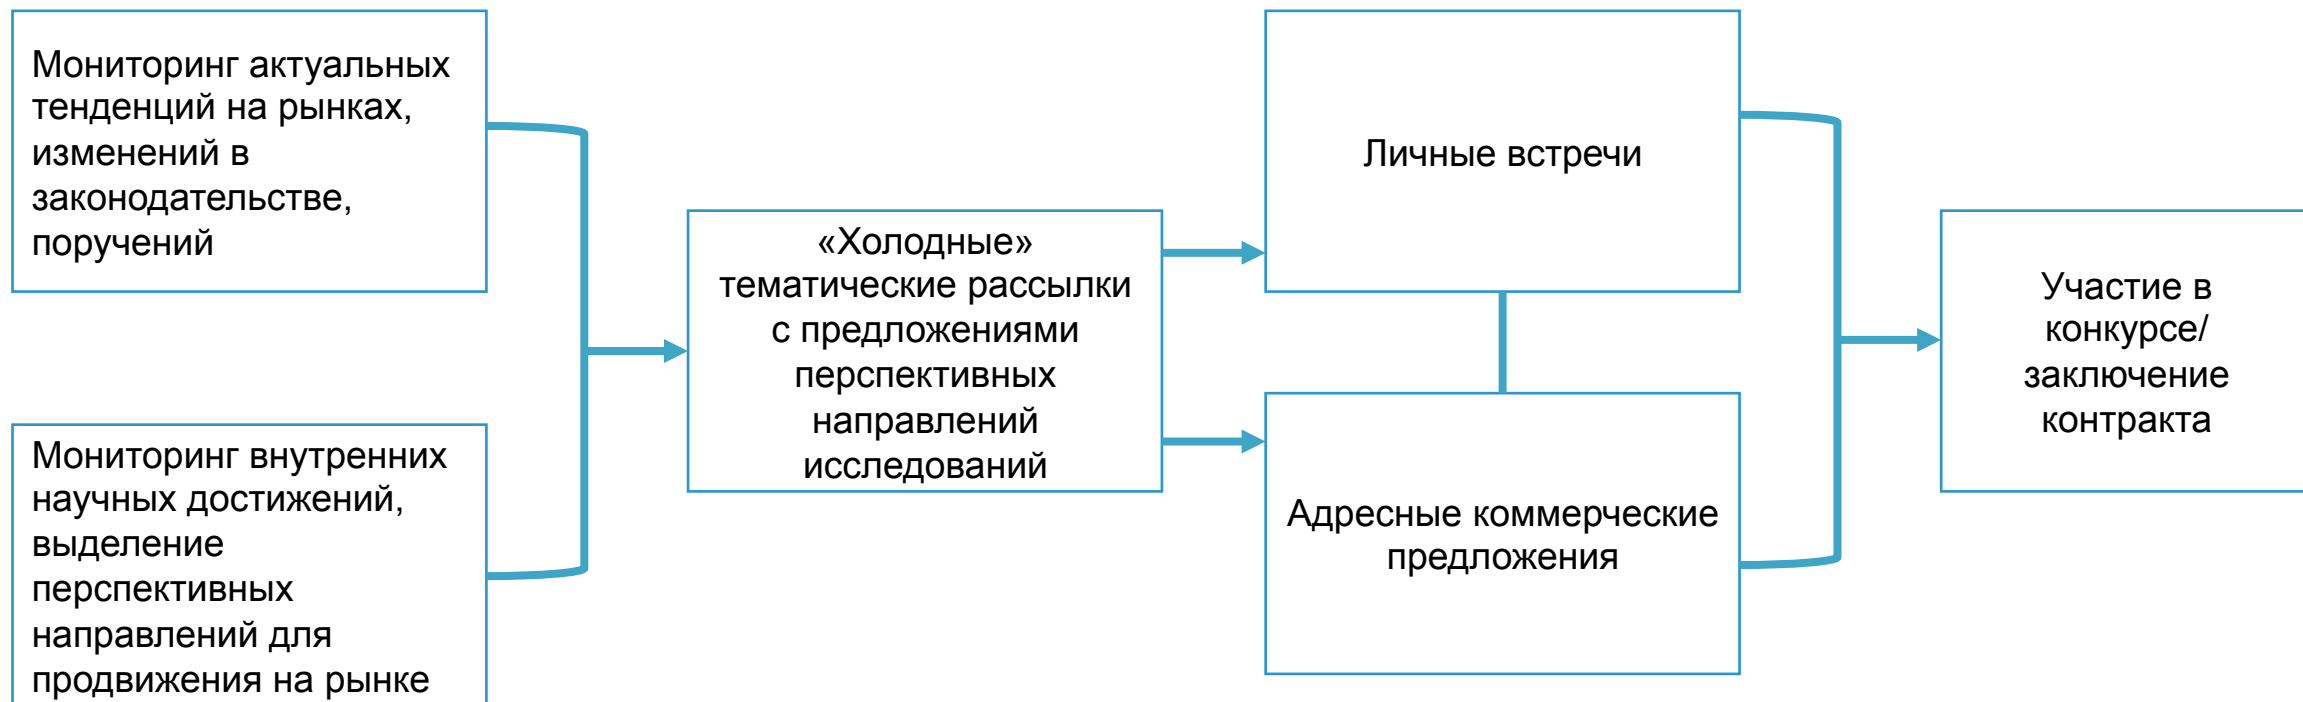 Мониторинг актуальных
тенденций на рынках,
изменений в
законодательстве,
поручений
Мониторинг внутренних
научных достижений,
выделение
перспективных
направлений для
продвижения на рынке
«Холодные»
тематические рассылки
с предложениями
перспективных
направлений
исследований
Личные встречи
Адресные коммерческие
предложения
Участие в
конкурсе/
заключение
контракта